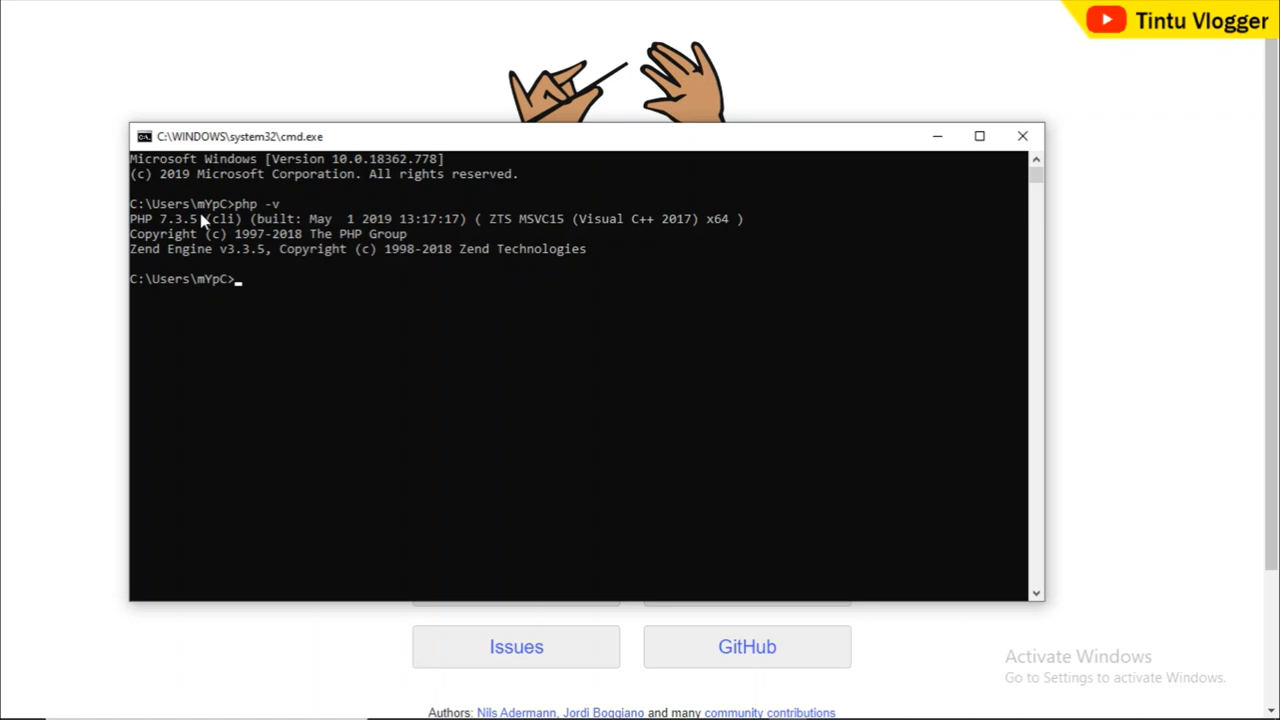 Tintu Vlogger
C:\WINDOWS\system32\cmd.exe
Microsoft Windows [Version 10.0.18362.778]
(c) 2019 Microsoft Corporation. All rights reserved.
C:\Users\mYpC>php -v
PHP 7.3.5 (cli) (built: May  1 2019 13:17:17) ( ZTS MSVC15 (Visual C++ 2017) x64 )
Copyright (c) 1997-2018 The PHP Group
Zend Engine v3.3.5, Copyright (c) 1998-2018 Zend Technologies
C:\Users\mYpC>
Issues GitHub
Activate Windows
Go to Settings to activate Windows.
Authors: Nils Adermann, Jordi Boggiano and many community contributions